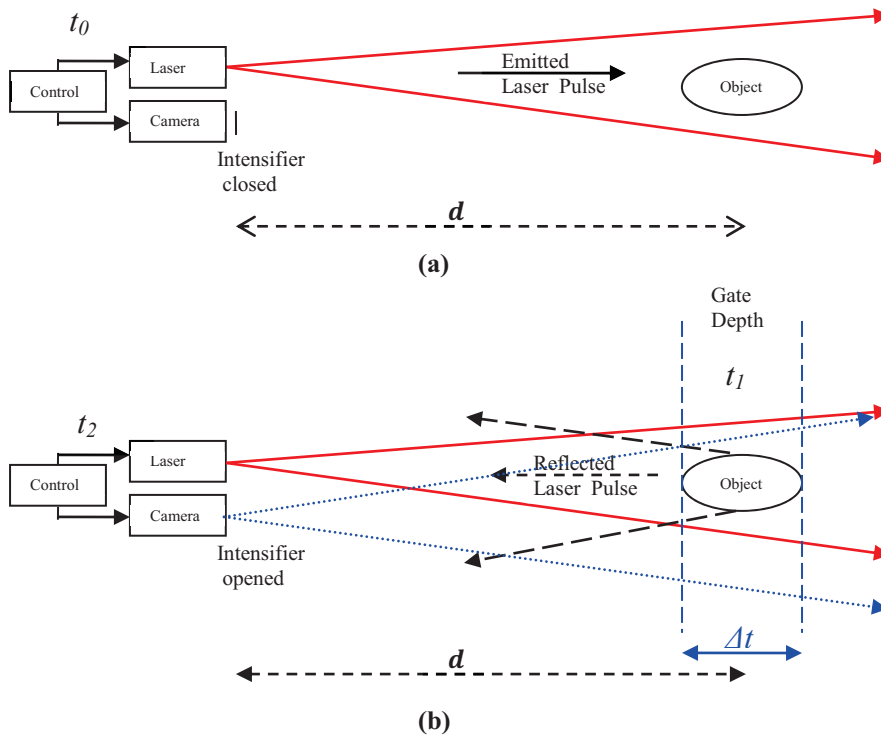 t0
Laser
Control
Camera
Emitted
Laser Pulse
Object
Intensifier
closed
d
(a)
Gate
Depth
t1
t2
Laser
Control
Camera
Reflected
Laser Pulse
Object
Intensifier
opened
Δt
d
(b)